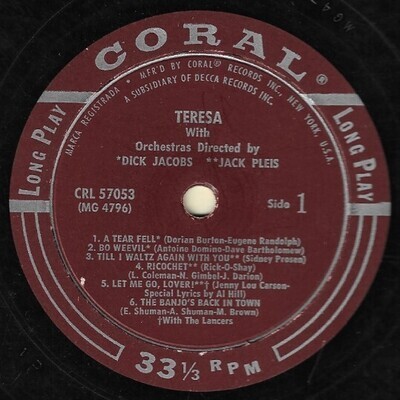 CORAL®
MARCA REGISTRADA
MFR'D BY CORAL® RECORDS INC., NEW YORK, U.S.A.
A SUBSIDIARY OF DECCA RECORDS INC.
LONG PLAY
LONG PLAY
TERESA
With
Orchestras Directed by
*DICK JACOBS **JACK PLEIS
CRL 57053
(MG 4796)
Side 1
1. A TEAR FELL* (Dorian Burton-Eugene Randolph)
2. BO WEEVIL* (Antoine Domino-Dave Bartholomew)
3. TILL I WALTZ AGAIN WITH YOU** (Sidney Prosen)
4. RICOCHET** (Rick-O-Shay)
(L. Coleman-N. Gimbel-J. Darion)
5. LET ME GO, LOVER!**† (Jenny Lou Carson-
Special Lyrics by Al Hill)
6. THE BANJO'S BACK IN TOWN
(E. Shuman-A. Shuman-M. Brown)
†With The Lancers
33 1/3 RPM